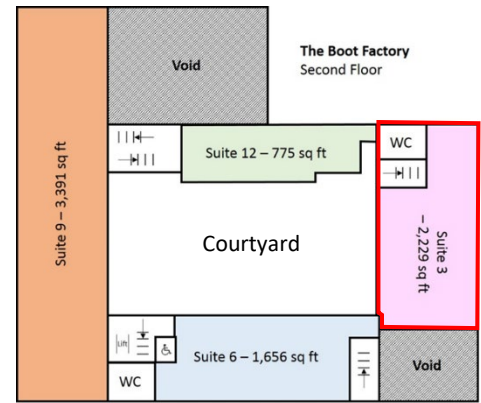 Void
The Boot Factory
Second Floor
Suite 9 – 3,391 sq ft
Suite 12 – 775 sq ft
WC
Suite 3
– 2,229 sq ft
Courtyard
Lift
Suite 6 – 1,656 sq ft
WC
Void